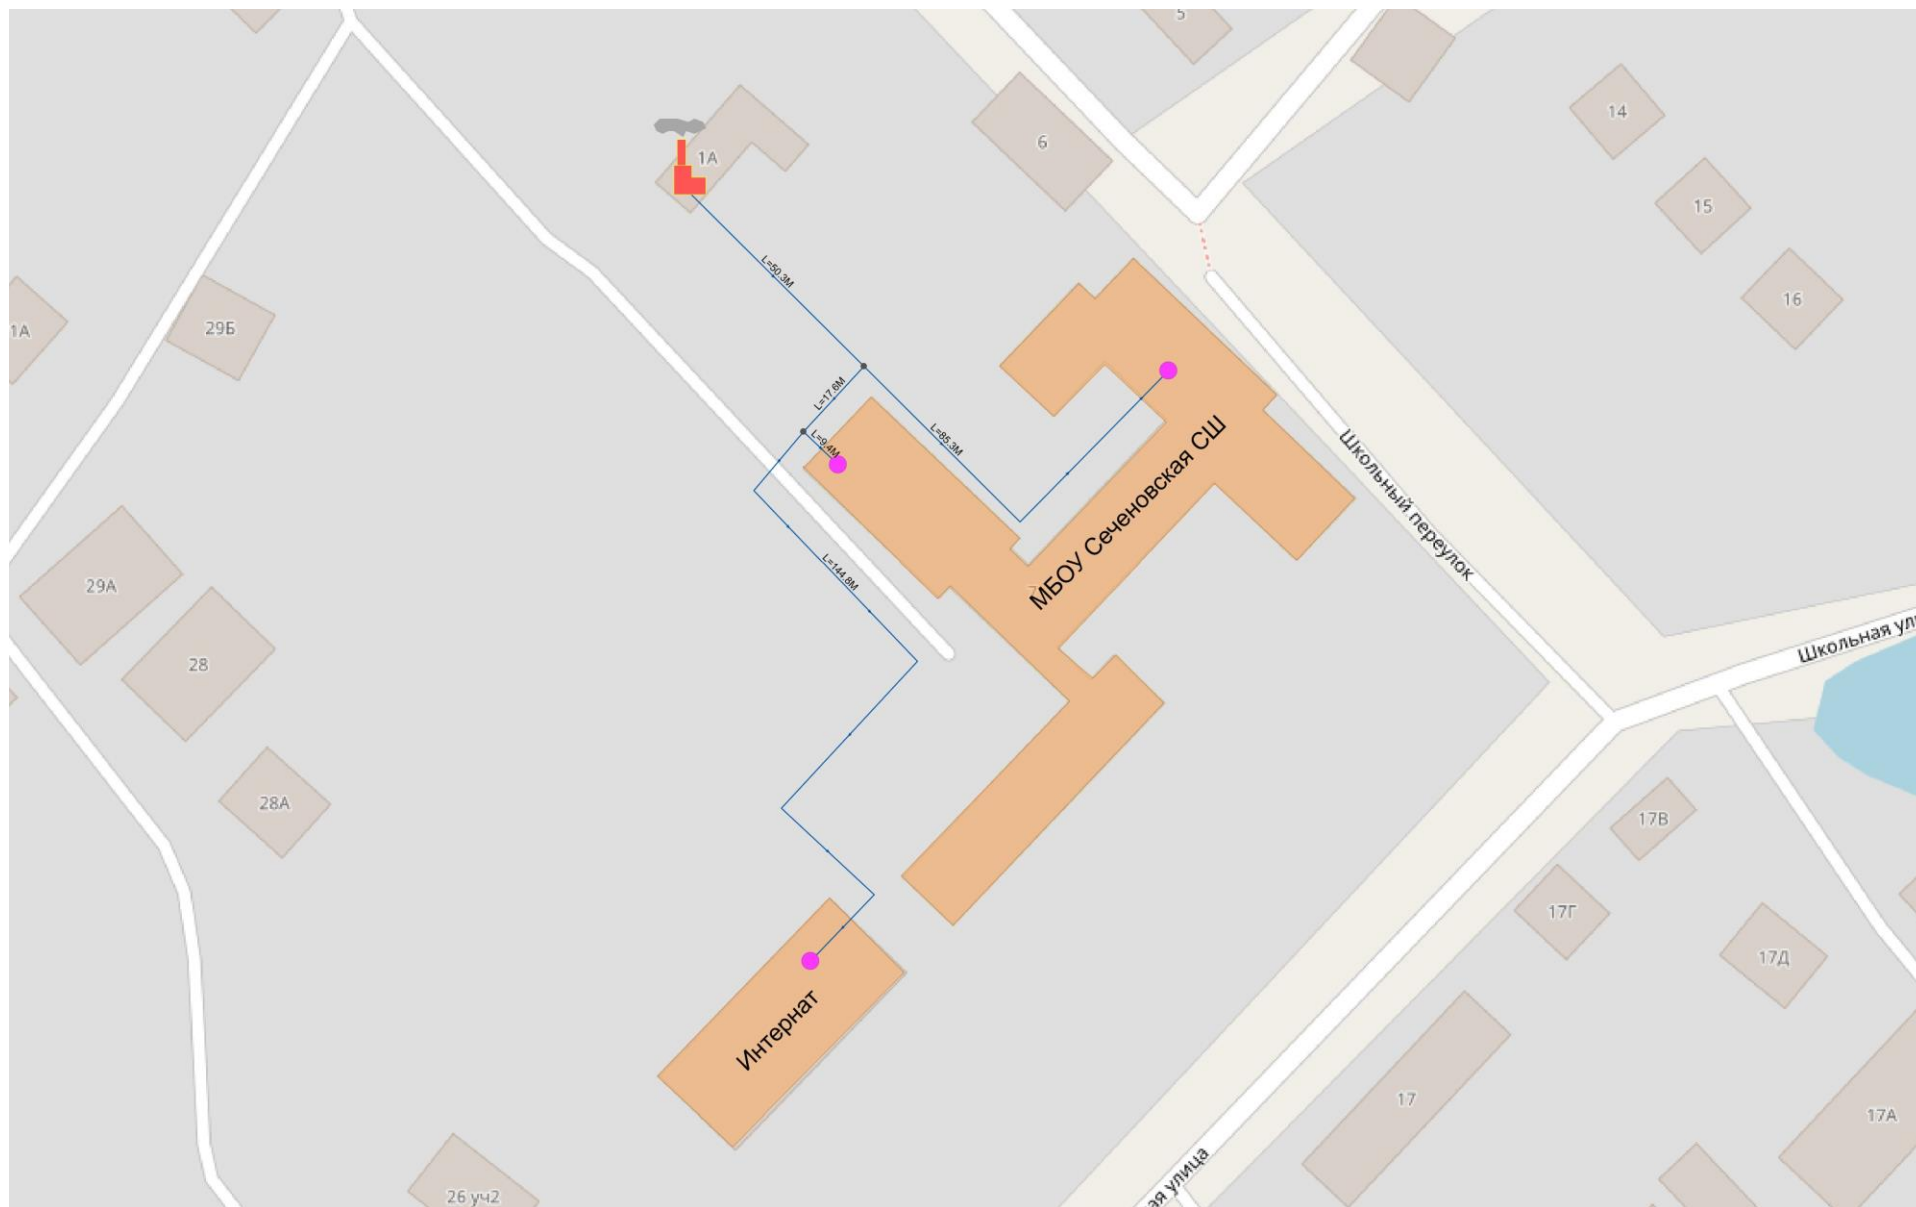 5
14
6
1А
15
L=50.3М
16
1А
29Б
L=17.6М
L=9.4М
L=85.3М
МБОУ Сеченовская СШ
Школьный переулок
L=144.8М
29А
28
Школьная ул
28А
17В
17Г
17Д
Интернат
17
17А
ая улица
26 уч2